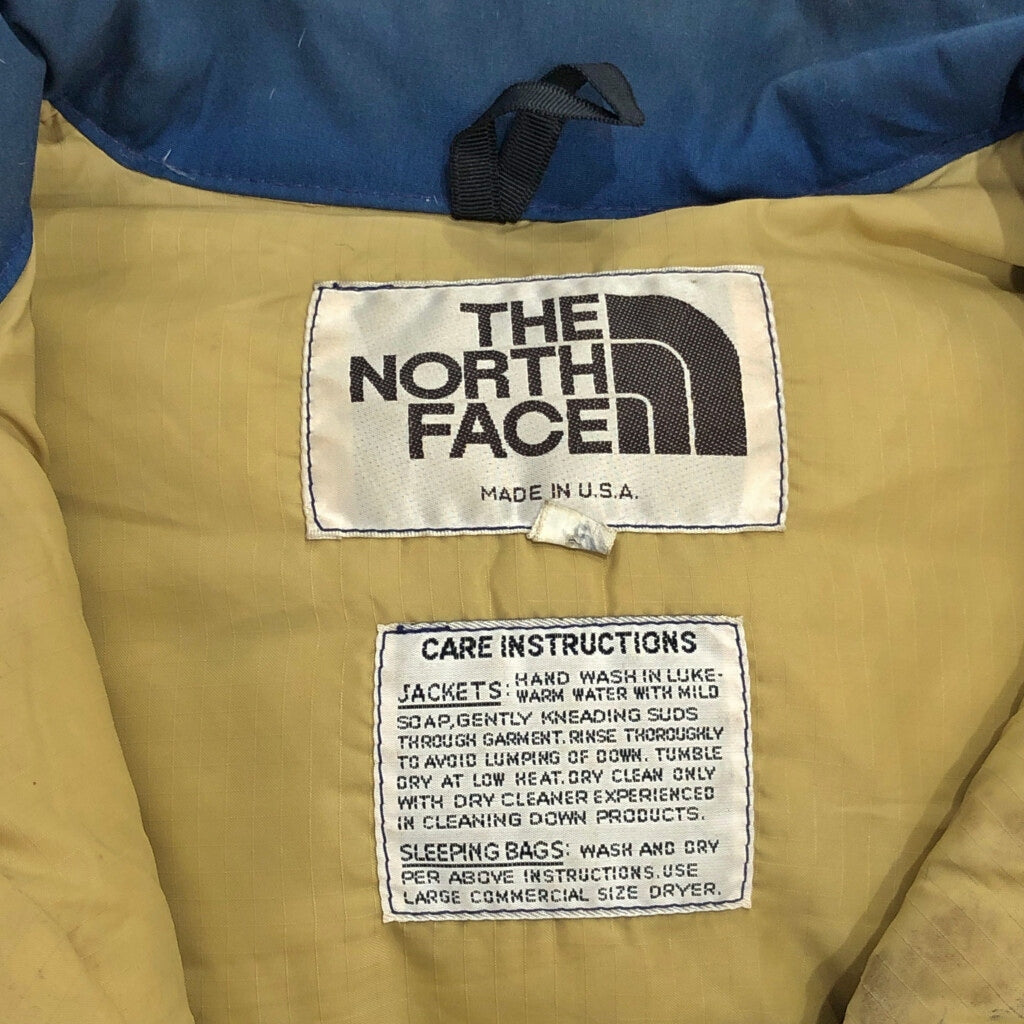 THE
NORTH
FACE
MADE IN U.S.A.
CARE INSTRUCTIONS
JACKETS: HAND WASH IN LUKE-
WARM WATER WITH MILD
SOAP, GENTLY KNEADING SUDS
THROUGH GARMENT. RINSE THOROUGHLY
TO AVOID LUMPING OF DOWN. TUMBLE
DRY AT LOW HEAT. DRY CLEAN ONLY
WITH DRY CLEANER EXPERIENCED
IN CLEANING DOWN PRODUCTS.
SLEEPING BAGS: WASH AND DRY
PER ABOVE INSTRUCTIONS. USE
LARGE COMMERCIAL SIZE DRYER.